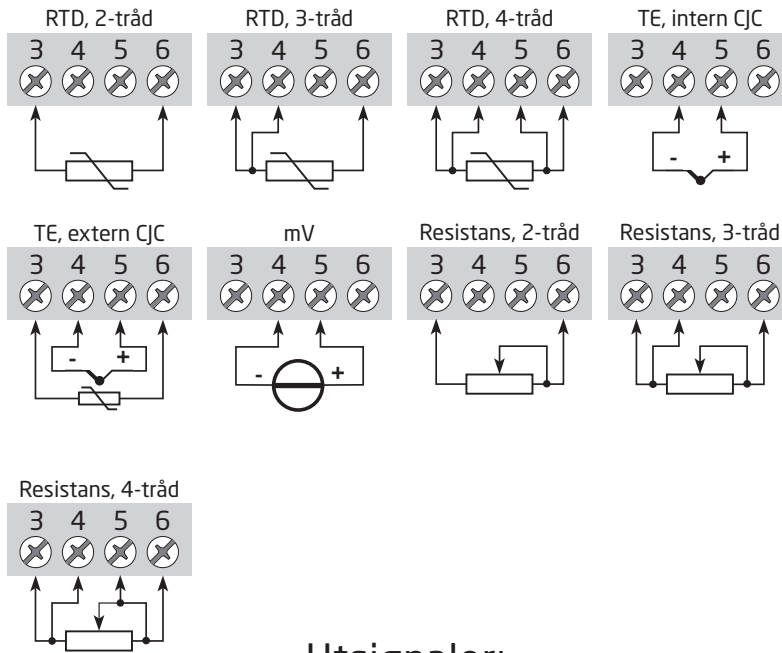 RTD, 2-tråd
3 4 5 6
RTD, 3-tråd
3 4 5 6
RTD, 4-tråd
3 4 5 6
TE, intern CJC
3 4 5 6
- +
TE, extern CJC
3 4 5 6
- +
mV
3 4 5 6
- +
Resistans, 2-tråd
3 4 5 6
Resistans, 3-tråd
3 4 5 6
Resistans, 4-tråd
3 4 5 6
Utsignaler: